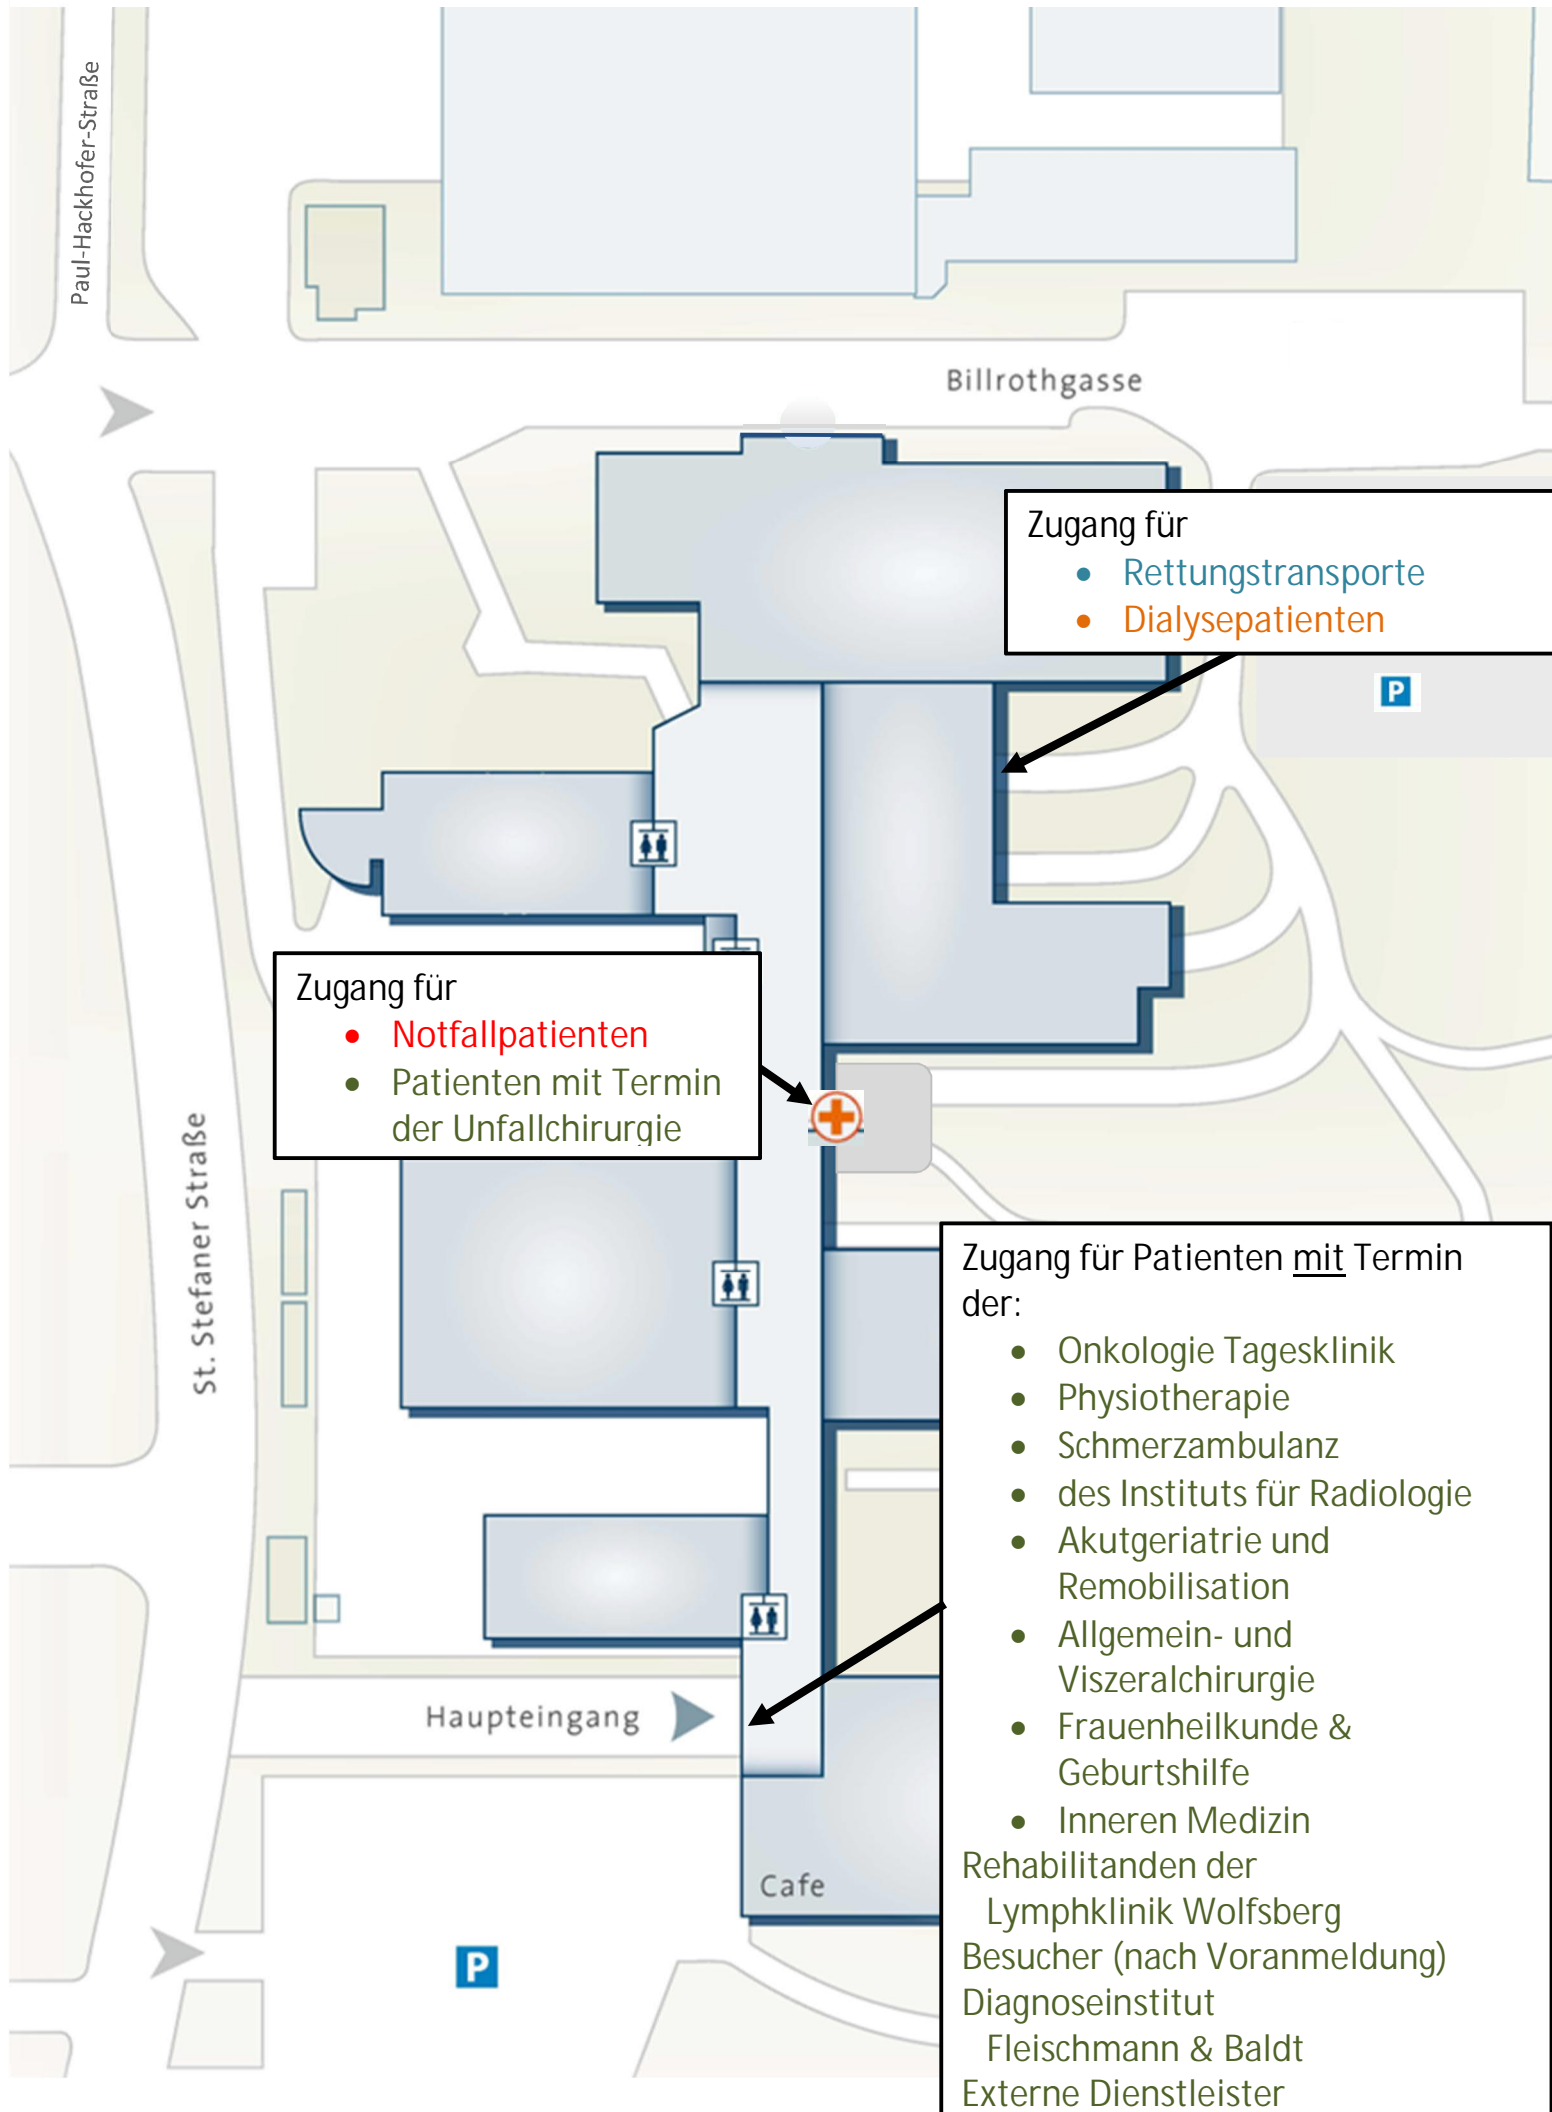 Paul-Hackhofer-Straße
Billrothgasse
Zugang für
• Rettungstransporte
• Dialysepatienten
P
Zugang für
• Notfallpatienten
• Patienten mit Termin
der Unfallchirurgie
St. Stefaner Straße
Zugang für Patienten mit Termin
der:
• Onkologie Tagesklinik
• Physiotherapie
• Schmerzambulanz
• des Instituts für Radiologie
• Akutgeriatrie und
Remobilisation
• Allgemein- und
Viszeralchirurgie
• Frauenheilkunde &
Geburtshilfe
• Inneren Medizin
Rehabilitanden der
Lymphklinik Wolfsberg
Besucher (nach Voranmeldung)
Diagnoseinstitut
Fleischmann & Baldt
Externe Dienstleister
Haupteingang
Cafe
P